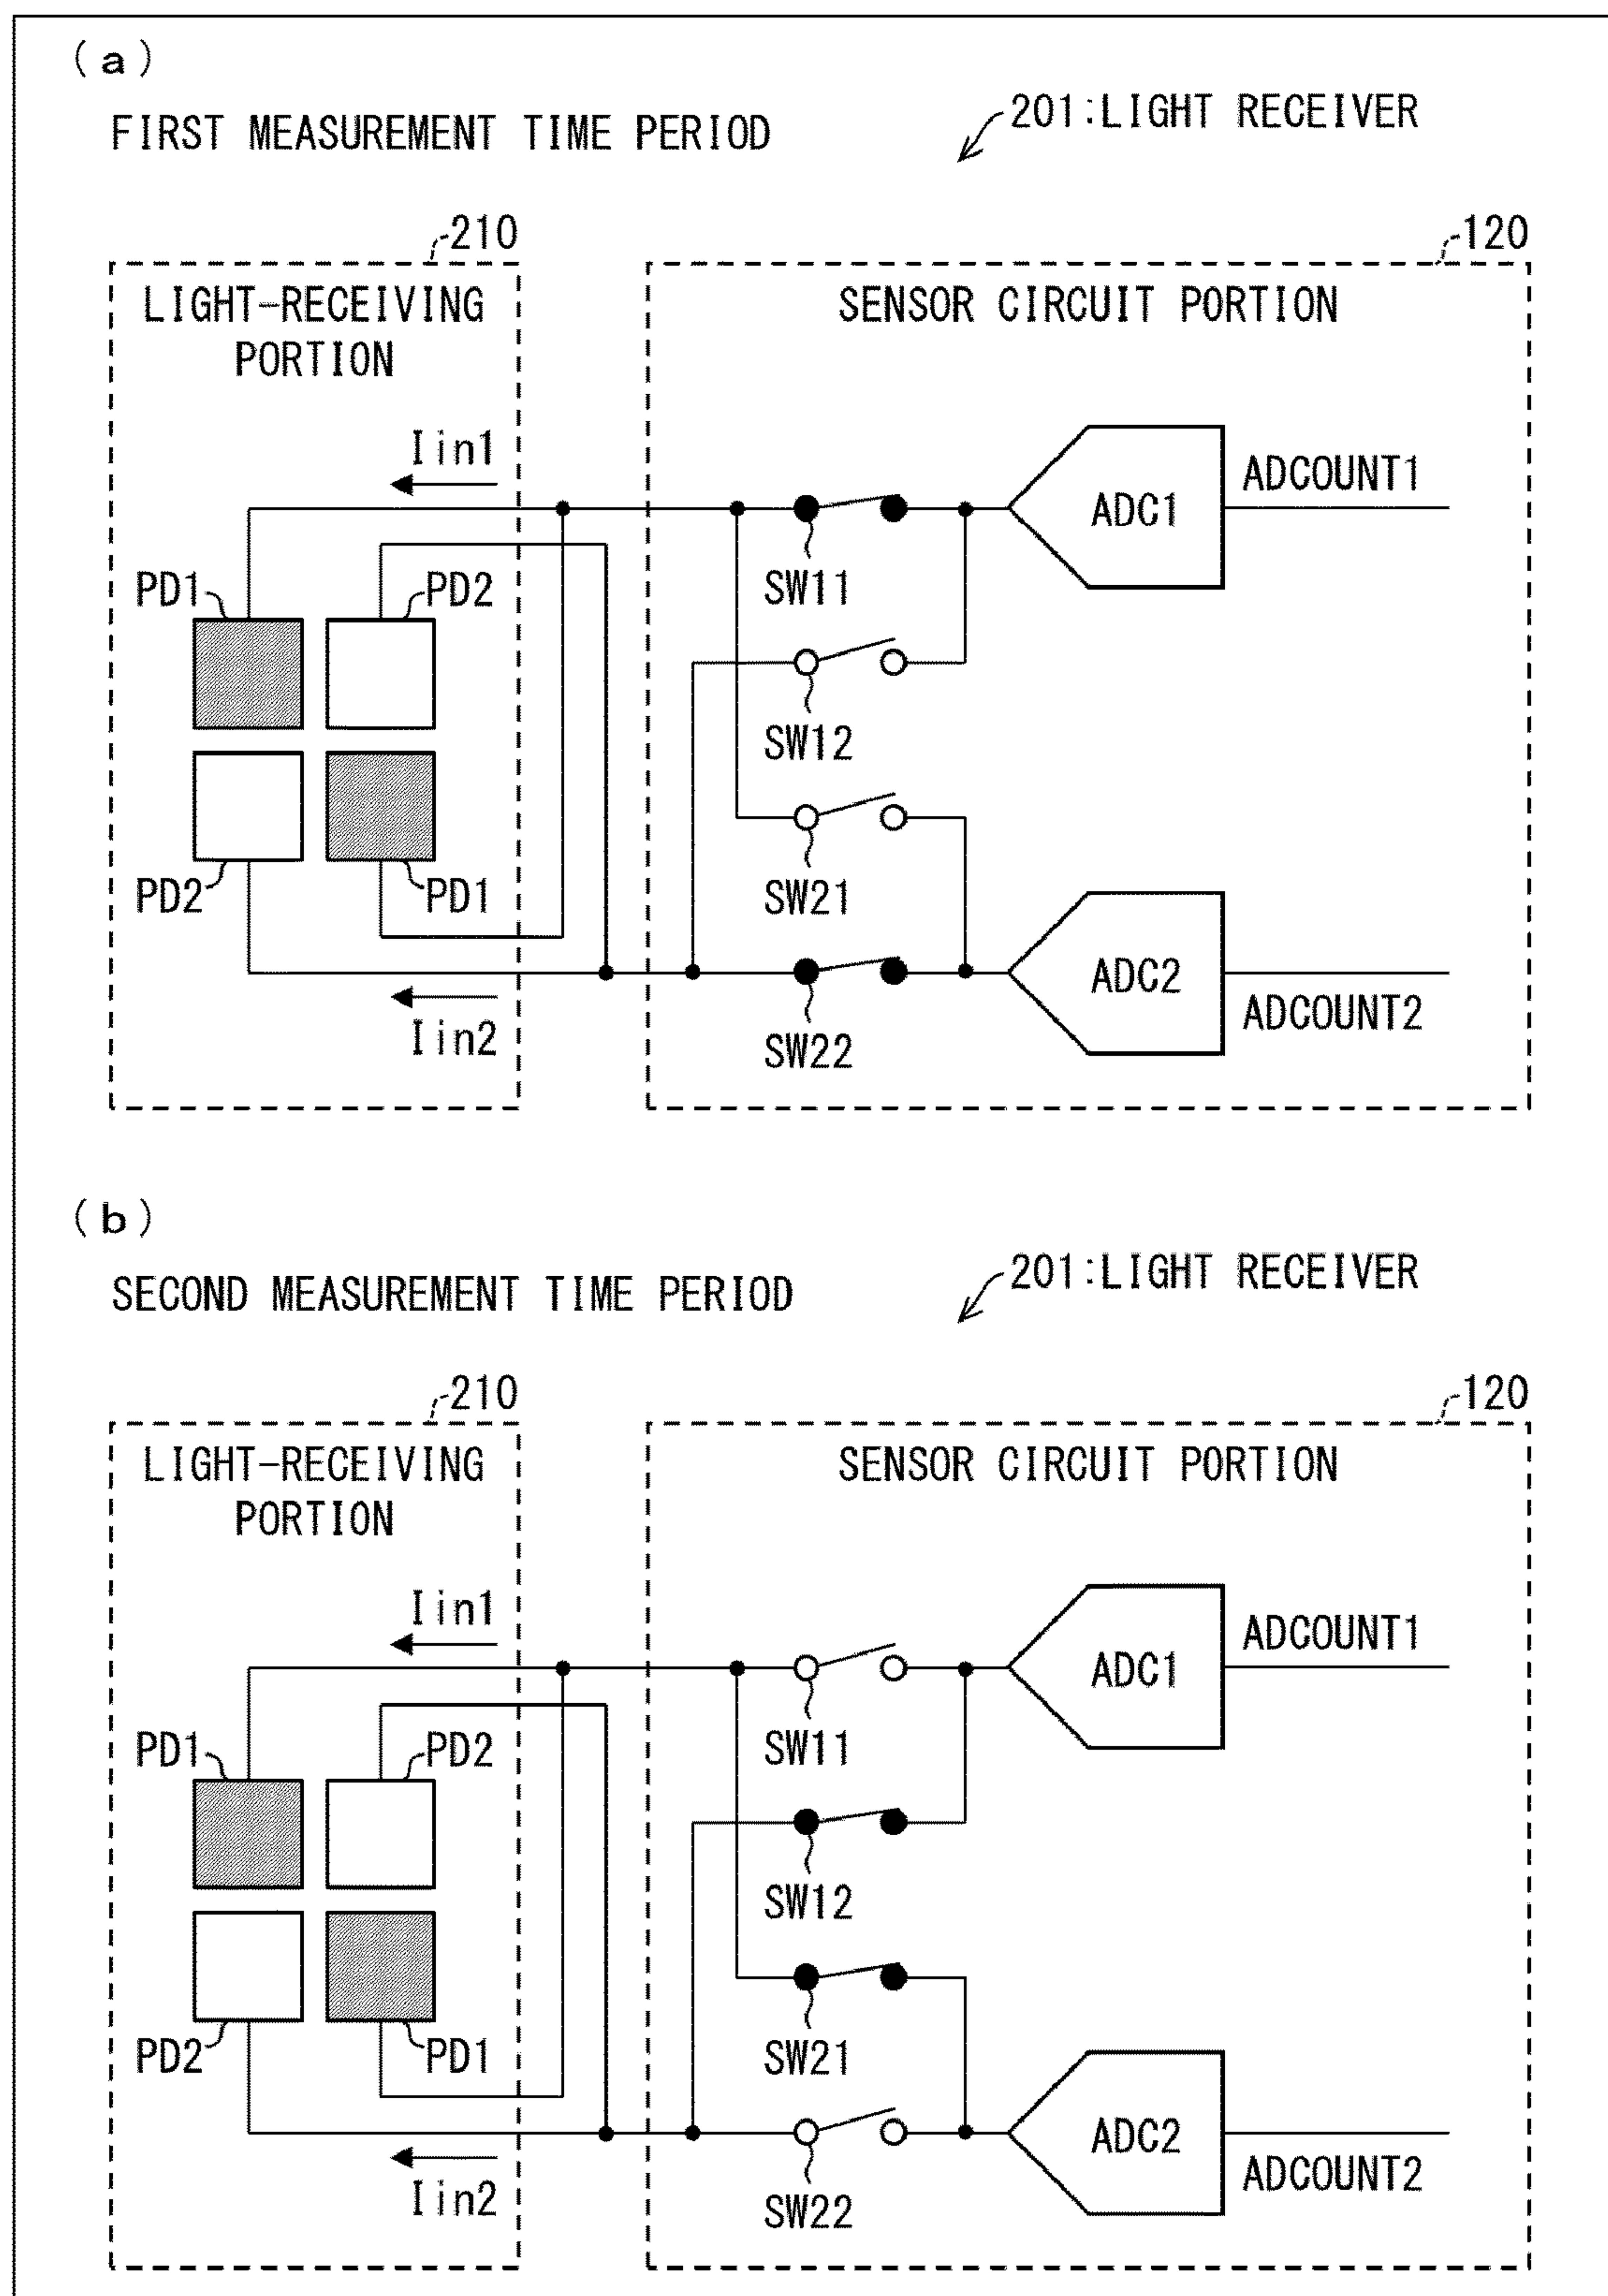 (a)
FIRST MEASUREMENT TIME PERIOD
201:LIGHT RECEIVER
210
120
LIGHT-RECEIVING
PORTION
SENSOR CIRCUIT PORTION
Iin1
ADCOUNT1
ADC1
PD1
PD2
SW11
SW12
PD2
PD1
SW21
ADC2
ADCOUNT2
Iin2
SW22
(b)
SECOND MEASUREMENT TIME PERIOD
201:LIGHT RECEIVER
210
120
LIGHT-RECEIVING
PORTION
SENSOR CIRCUIT PORTION
Iin1
ADCOUNT1
ADC1
PD1
PD2
SW11
SW12
PD2
PD1
SW21
ADC2
ADCOUNT2
Iin2
SW22